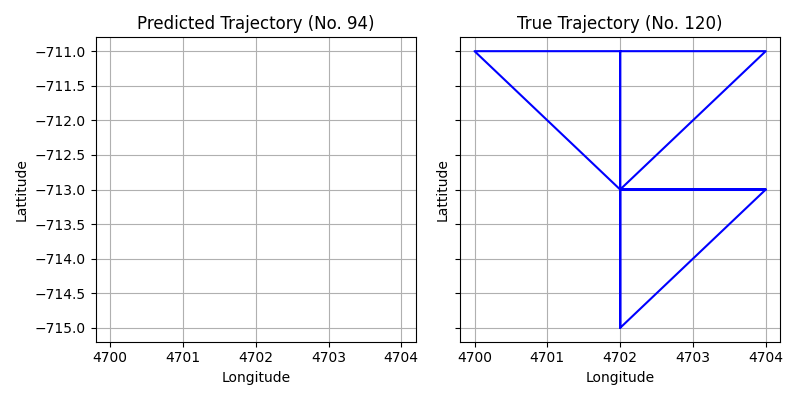 Predicted Trajectory (No. 94)
True Trajectory (No. 120)
−711.0
−711.5
−712.0
−712.5
−713.0
−713.5
−714.0
−714.5
−715.0
Lattitude
Lattitude
4700 4701 4702 4703 4704
4700 4701 4702 4703 4704
Longitude
Longitude